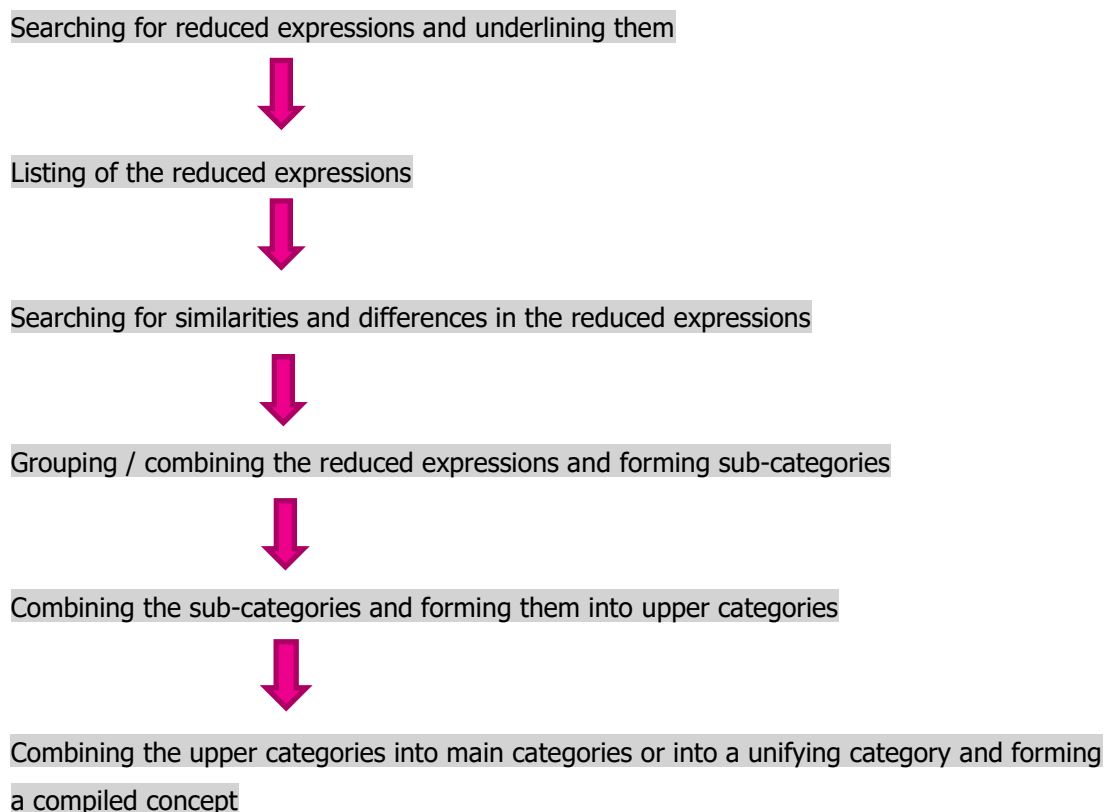 Searching for reduced expressions and underlining them
Listing of the reduced expressions
Searching for similarities and differences in the reduced expressions
Grouping / combining the reduced expressions and forming sub-categories
Combining the sub-categories and forming them into upper categories
Combining the upper categories into main categories or into a unifying category and forming
a compiled concept